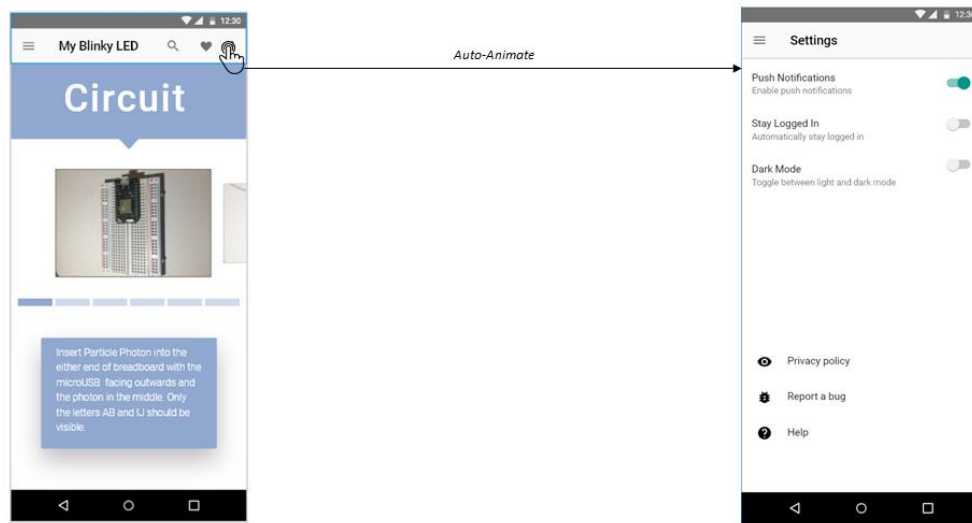 12:30
My Blinky LED
Circuit
Insert Particle Photon into the
either end of breadboard with the
microUSB facing outwards and
the photon in the middle. Only
the letters AB and IJ should be
visible.
Auto-Animate
12:30
Settings
Push Notifications
Enable push notifications
Stay Logged In
Automatically stay logged in
Dark Mode
Toggle between light and dark mode
Privacy policy
Report a bug
Help